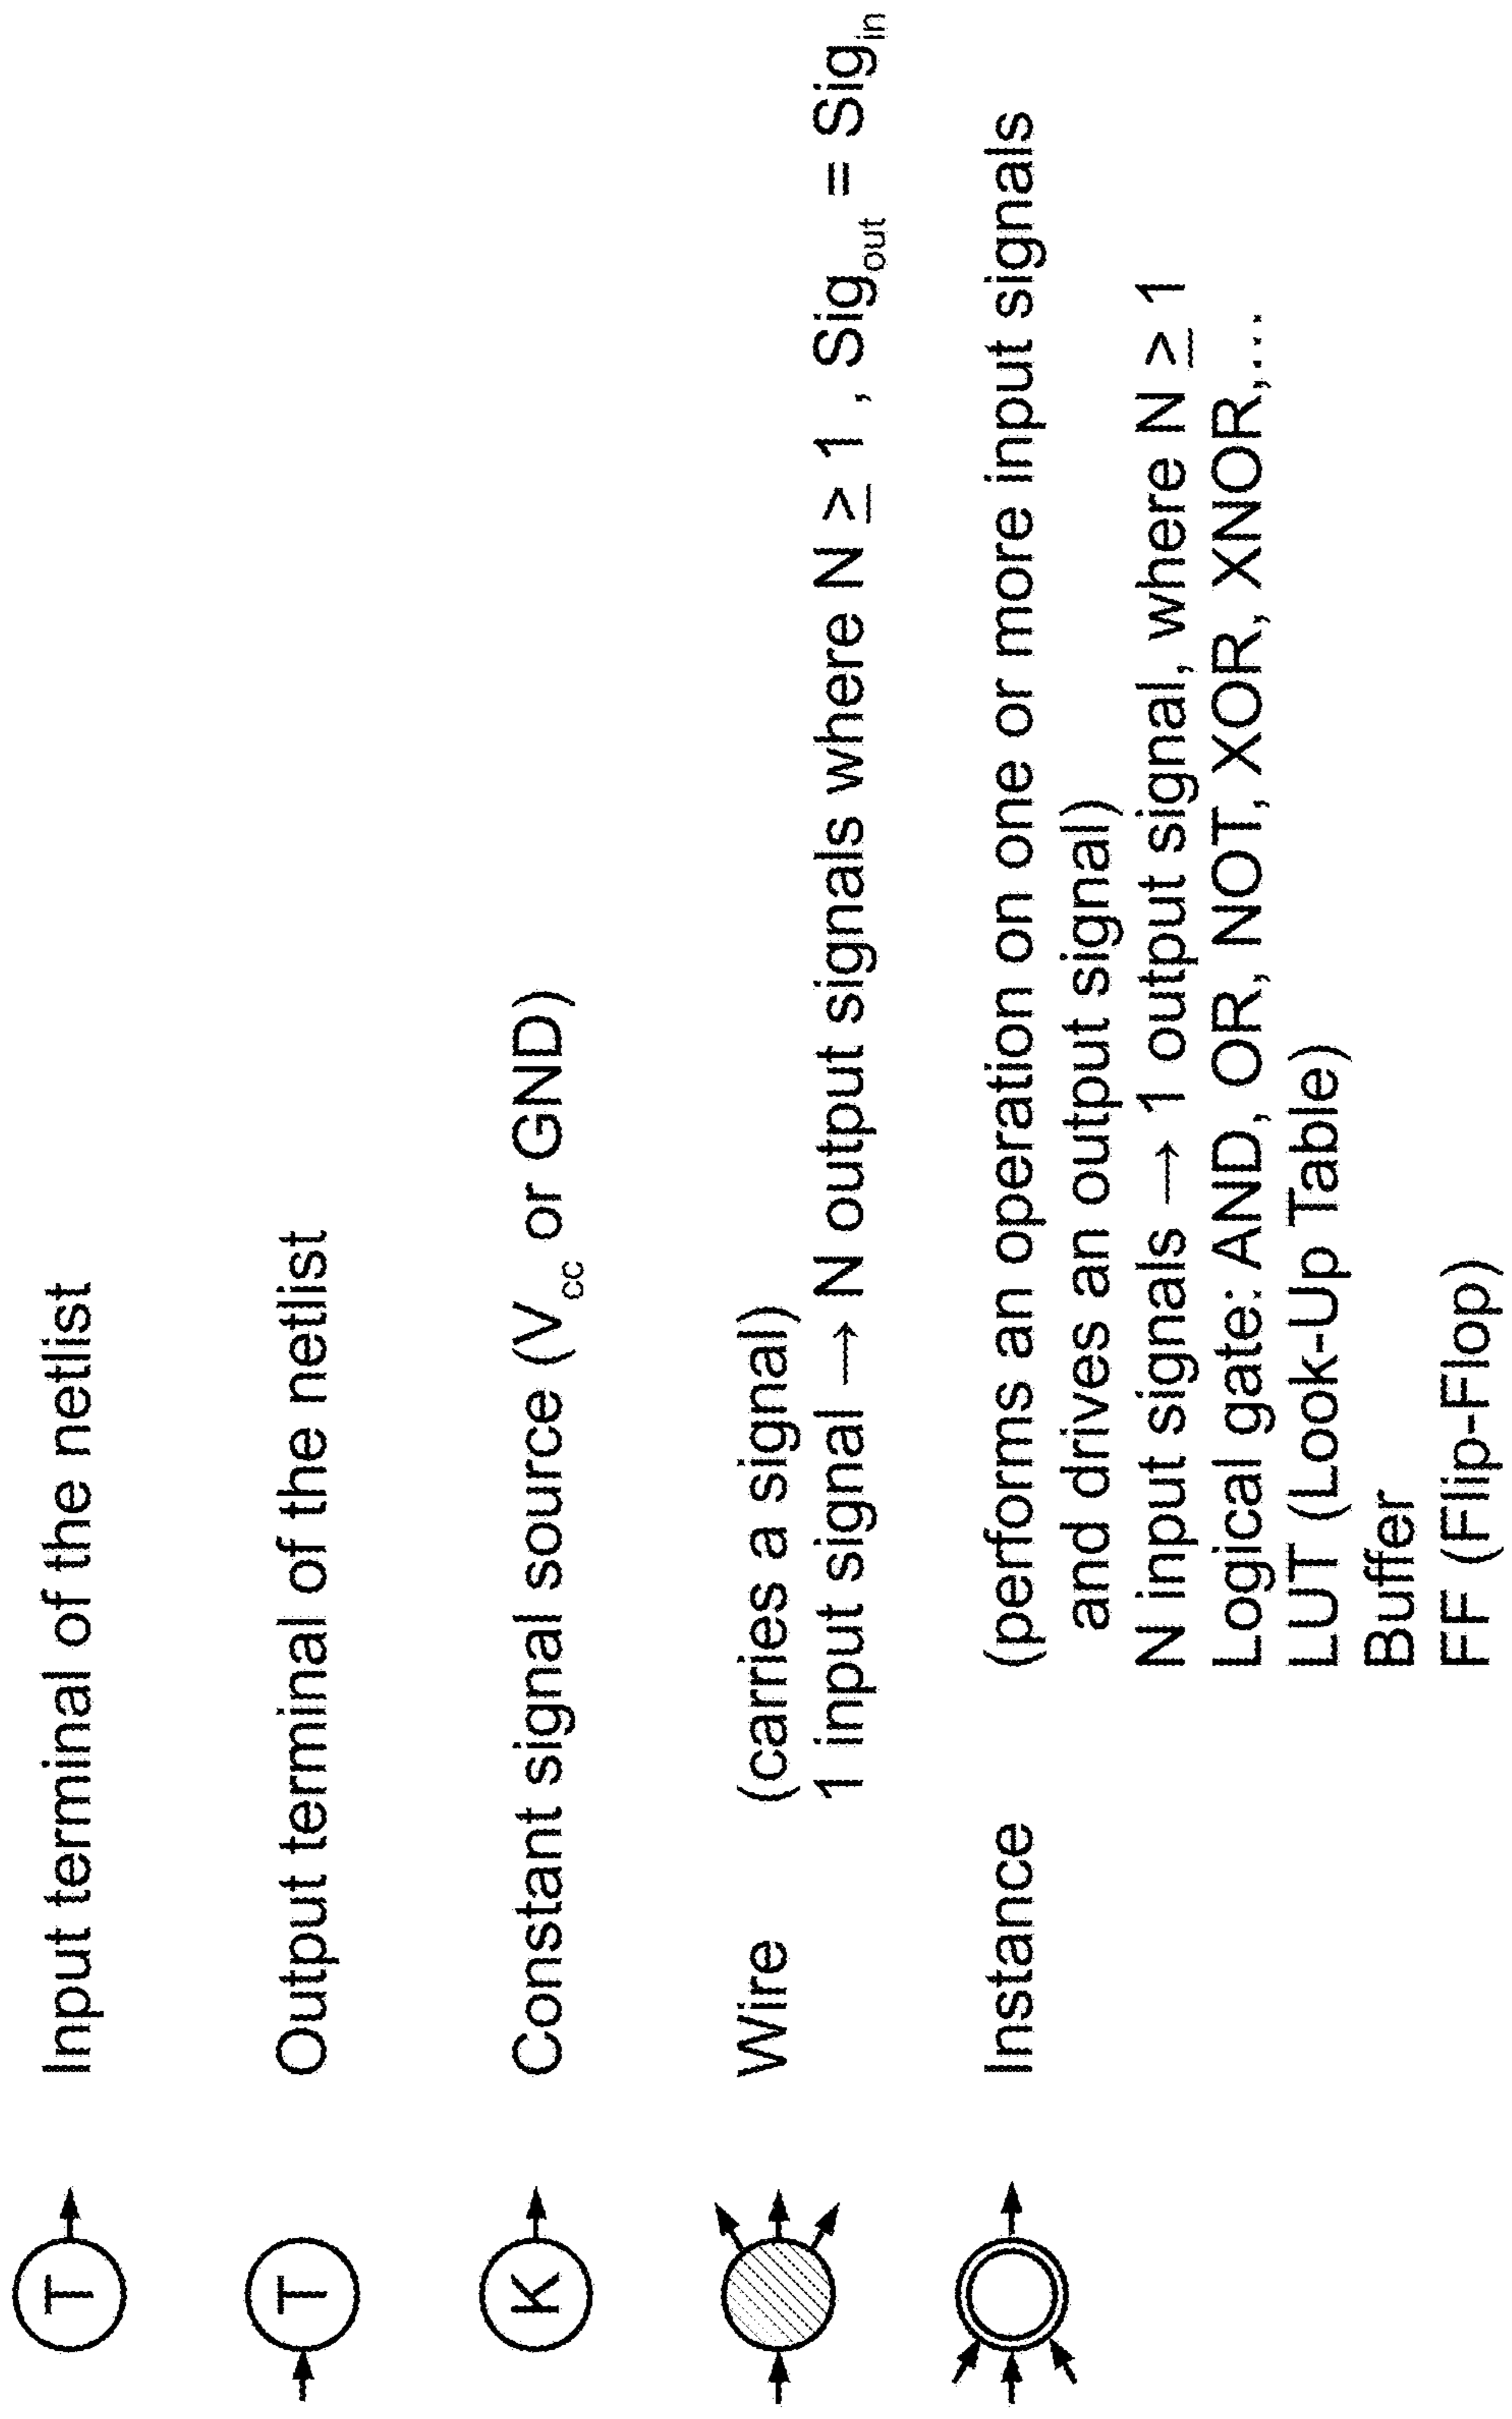 T Input terminal of the netlist
T Output terminal of the netlist
K Constant signal source (Vcc or GND)
Wire (carries a signal)
1 input signal → N output signals where N ≥ 1 , Sigout = Sigin
Instance (performs an operation on one or more input signals
and drives an output signal)
N input signals → 1 output signal, where N ≥ 1
Logical gate: AND, OR, NOT, XOR, XNOR,...
LUT (Look-Up Table)
Buffer
FF (Flip-Flop)